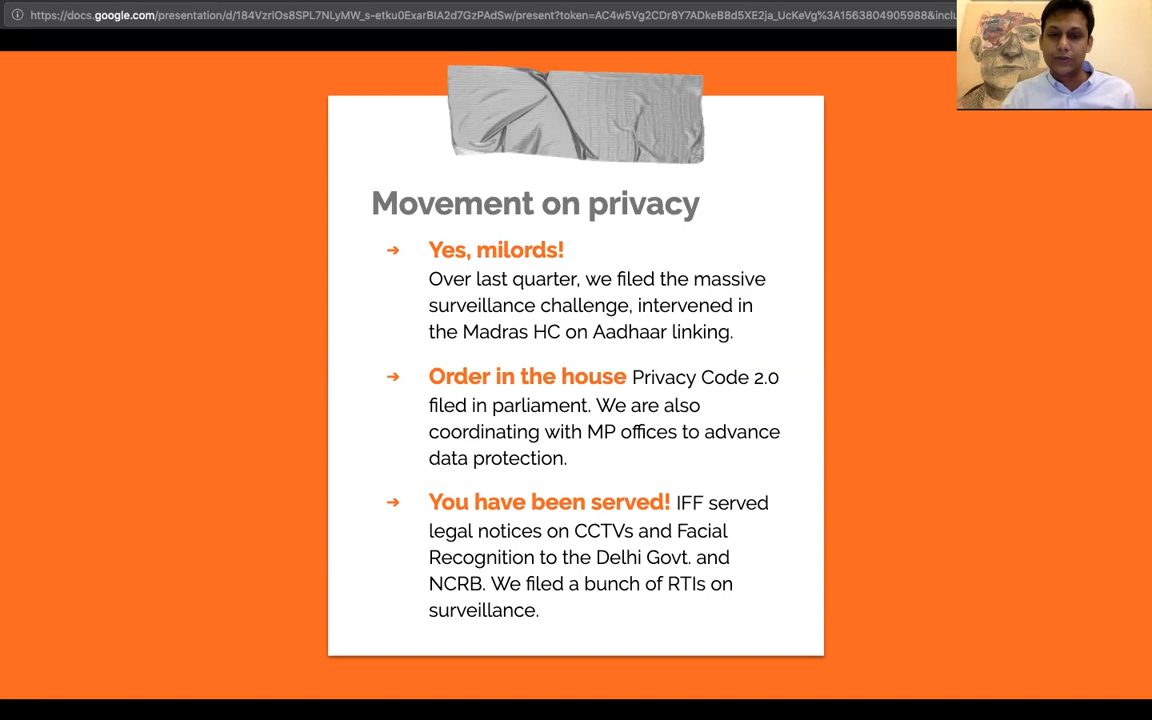 https://docs.google.com/presentation/d/184VzrlOs8SPL7NLyMW_s-etku0ExarBIA2d7GzPAdSw/present?token=AC4w5Vg2CDr8Y7ADkeB8d5XE2ja_UcKeVg%3A1563804905988&inclu
Movement on privacy
➔ Yes, milords!
Over last quarter, we filed the massive
surveillance challenge, intervened in
the Madras HC on Aadhaar linking.
➔ Order in the house Privacy Code 2.0
filed in parliament. We are also
coordinating with MP offices to advance
data protection.
➔ You have been served! IFF served
legal notices on CCTVs and Facial
Recognition to the Delhi Govt. and
NCRB. We filed a bunch of RTIs on
surveillance.